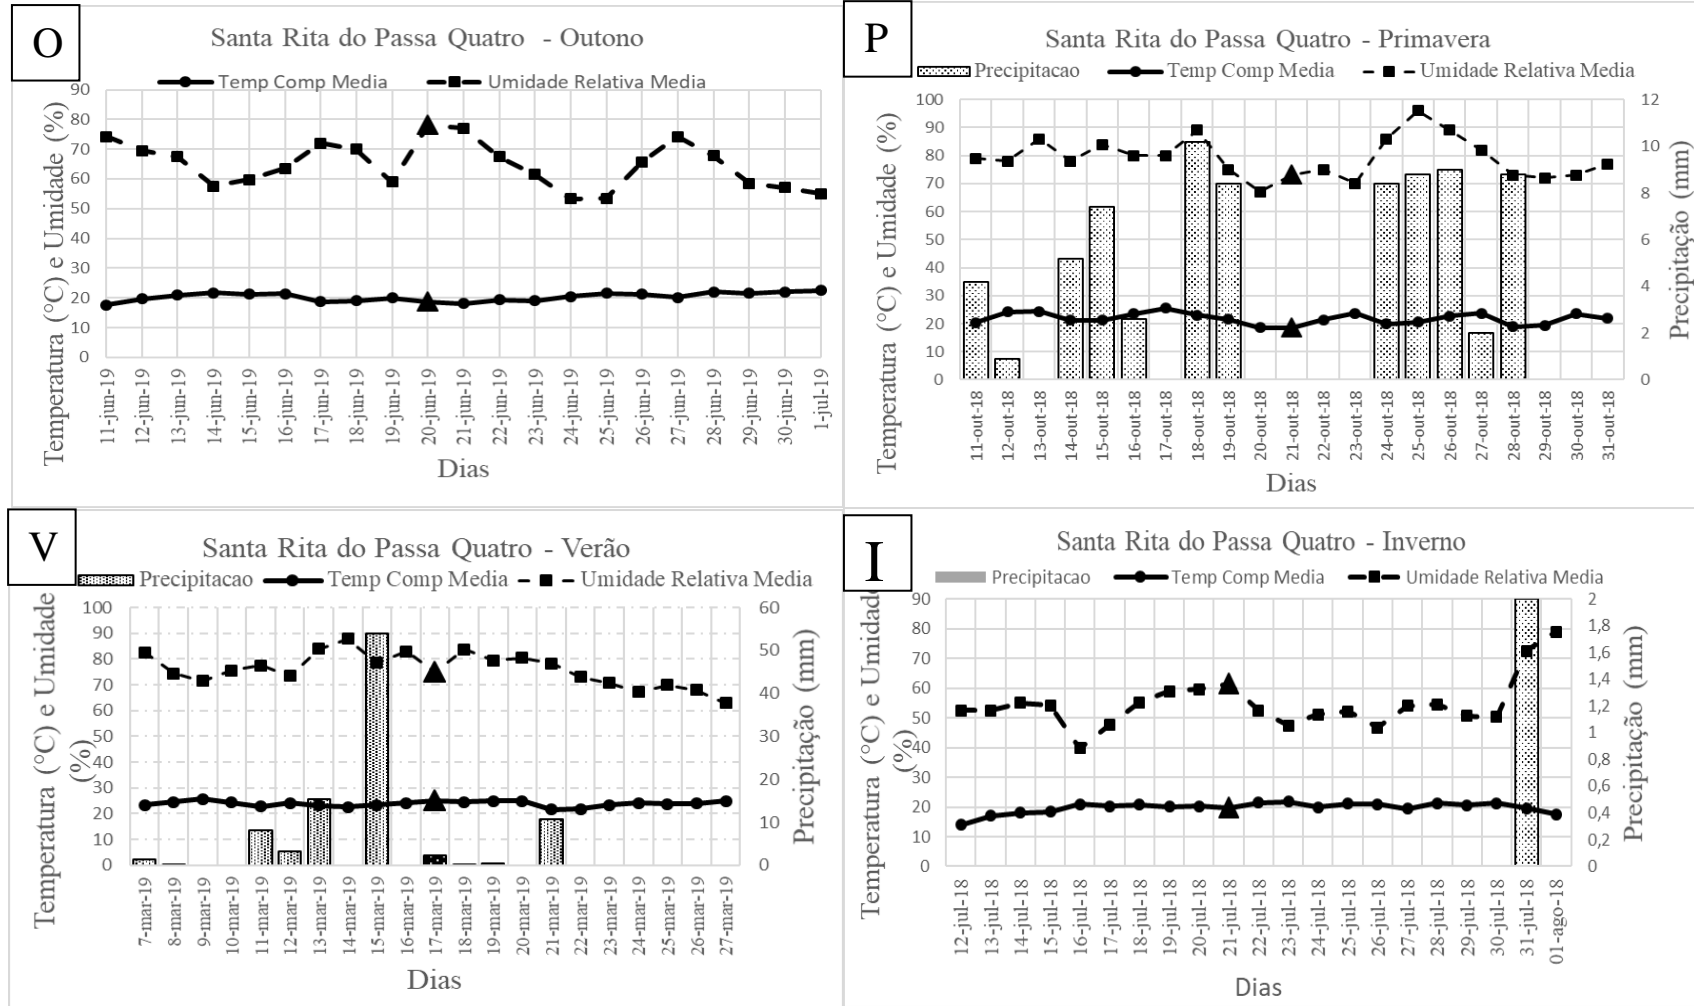 O
Santa Rita do Passa Quatro - Outono
Temp Comp Media Umidade Relativa Media
Temperatura (°C) e Umidade (%)
90
80
70
60
50
40
30
20
10
0
11-jun-19
12-jun-19
13-jun-19
14-jun-19
15-jun-19
16-jun-19
17-jun-19
18-jun-19
19-jun-19
20-jun-19
21-jun-19
22-jun-19
23-jun-19
24-jun-19
25-jun-19
26-jun-19
27-jun-19
28-jun-19
29-jun-19
30-jun-19
1-jul-19
Dias
P
Santa Rita do Passa Quatro - Primavera
Precipitacao Temp Comp Media Umidade Relativa Media
Temperatura (°C) e Umidade (%)
100
90
80
70
60
50
40
30
20
10
0
12
10
8
6
4
2
0
Precipitação (mm)
11-out-18
12-out-18
13-out-18
14-out-18
15-out-18
16-out-18
17-out-18
18-out-18
19-out-18
20-out-18
21-out-18
22-out-18
23-out-18
24-out-18
25-out-18
26-out-18
27-out-18
28-out-18
29-out-18
30-out-18
31-out-18
Dias
V
Santa Rita do Passa Quatro - Verão
Precipitacao Temp Comp Media Umidade Relativa Media
Temperatura (°C) e Umidade
(%)
100
90
80
70
60
50
40
30
20
10
0
60
50
40
30
20
10
0
Precipitação (mm)
7-mar-19
8-mar-19
9-mar-19
10-mar-19
11-mar-19
12-mar-19
13-mar-19
14-mar-19
15-mar-19
16-mar-19
17-mar-19
18-mar-19
19-mar-19
20-mar-19
21-mar-19
22-mar-19
23-mar-19
24-mar-19
25-mar-19
26-mar-19
27-mar-19
Dias
I
Santa Rita do Passa Quatro - Inverno
Precipitacao Temp Comp Media Umidade Relativa Media
Temperatura (°C) e Umidade
(%)
90
80
70
60
50
40
30
20
10
0
2
1,8
1,6
1,4
1,2
1
0,8
0,6
0,4
0,2
0
Precipitação (mm)
12-jul-18
13-jul-18
14-jul-18
15-jul-18
16-jul-18
17-jul-18
18-jul-18
19-jul-18
20-jul-18
21-jul-18
22-jul-18
23-jul-18
24-jul-18
25-jul-18
26-jul-18
27-jul-18
28-jul-18
29-jul-18
30-jul-18
31-jul-18
01-ago-18
Dias